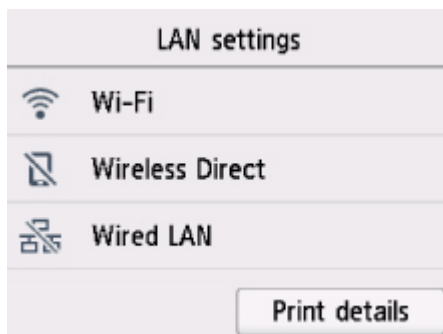 LAN settings
Wi-Fi
Wireless Direct
Wired LAN
Print details